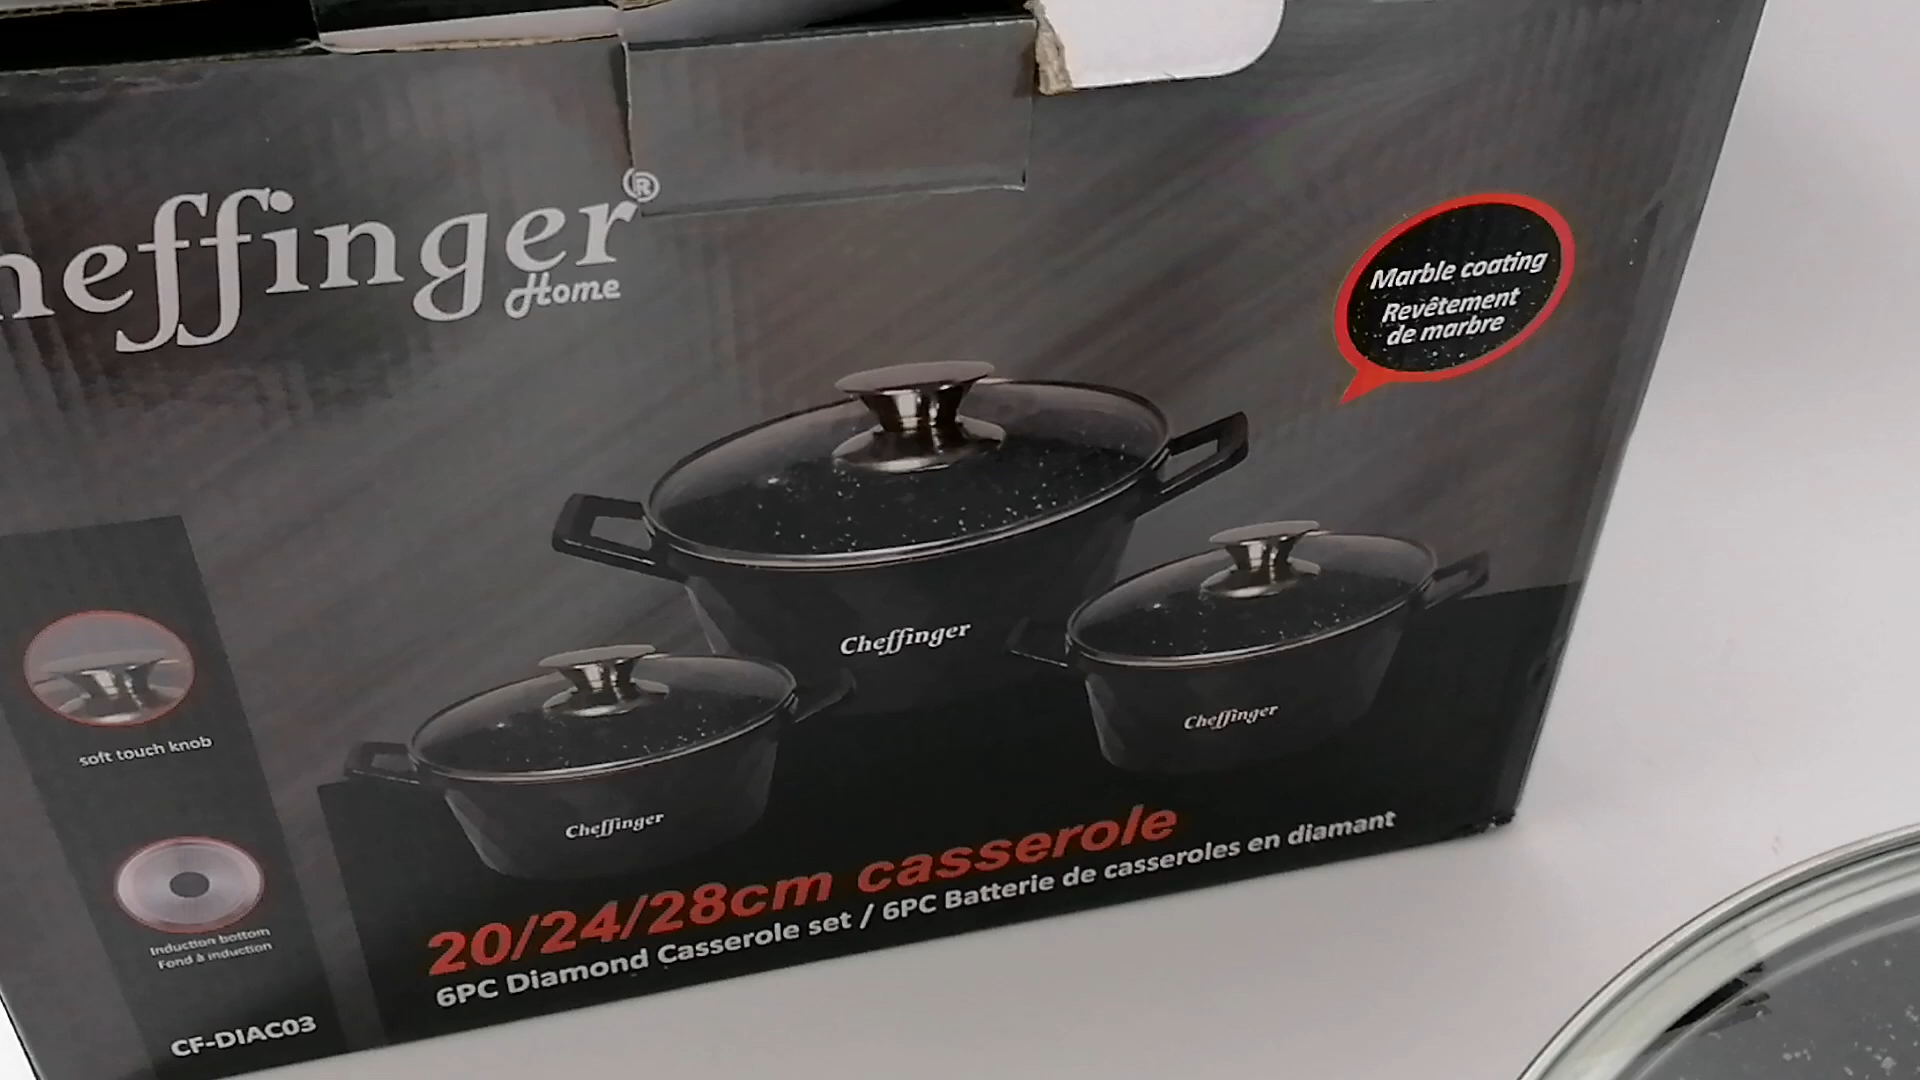 heffinger®
Home
Marble coating
Revêtement
de marbre
Cheffinger
Cheffinger
Cheffinger
soft touch knob
Induction bottom
Fond à induction
20/24/28cm casserole
6PC Diamond Casserole set / 6PC Batterie de casseroles en diamant
CF-DIAC03